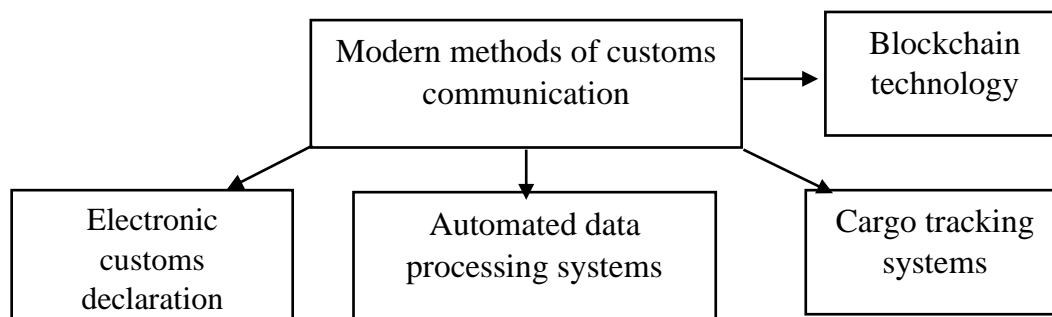 Modern methods of customs
communication
Blockchain
technology
Electronic
customs
declaration
Automated data
processing systems
Cargo tracking
systems